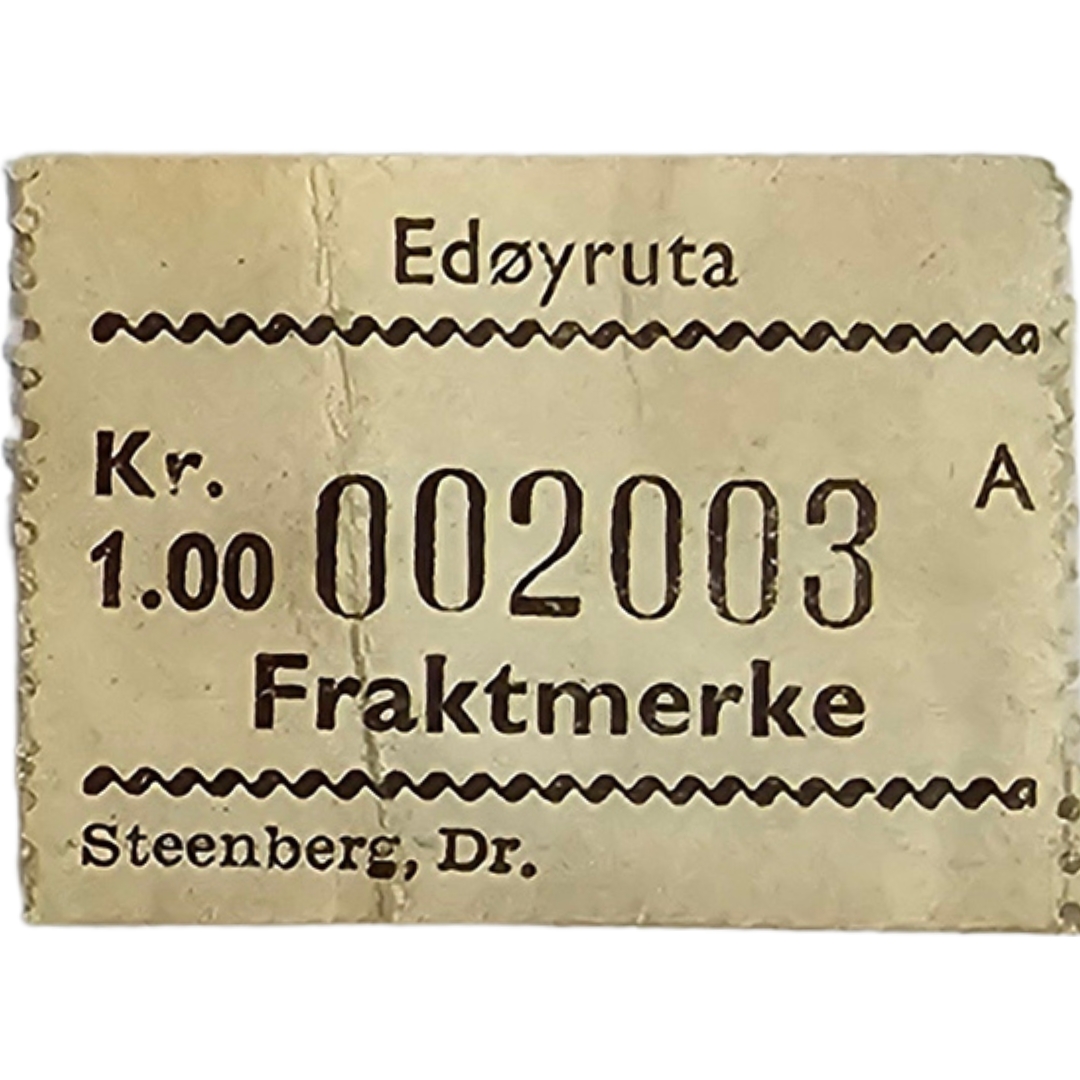 Edøyruta
Kr.
1.00 002003 A
Fraktmerke
Steenberg, Dr.